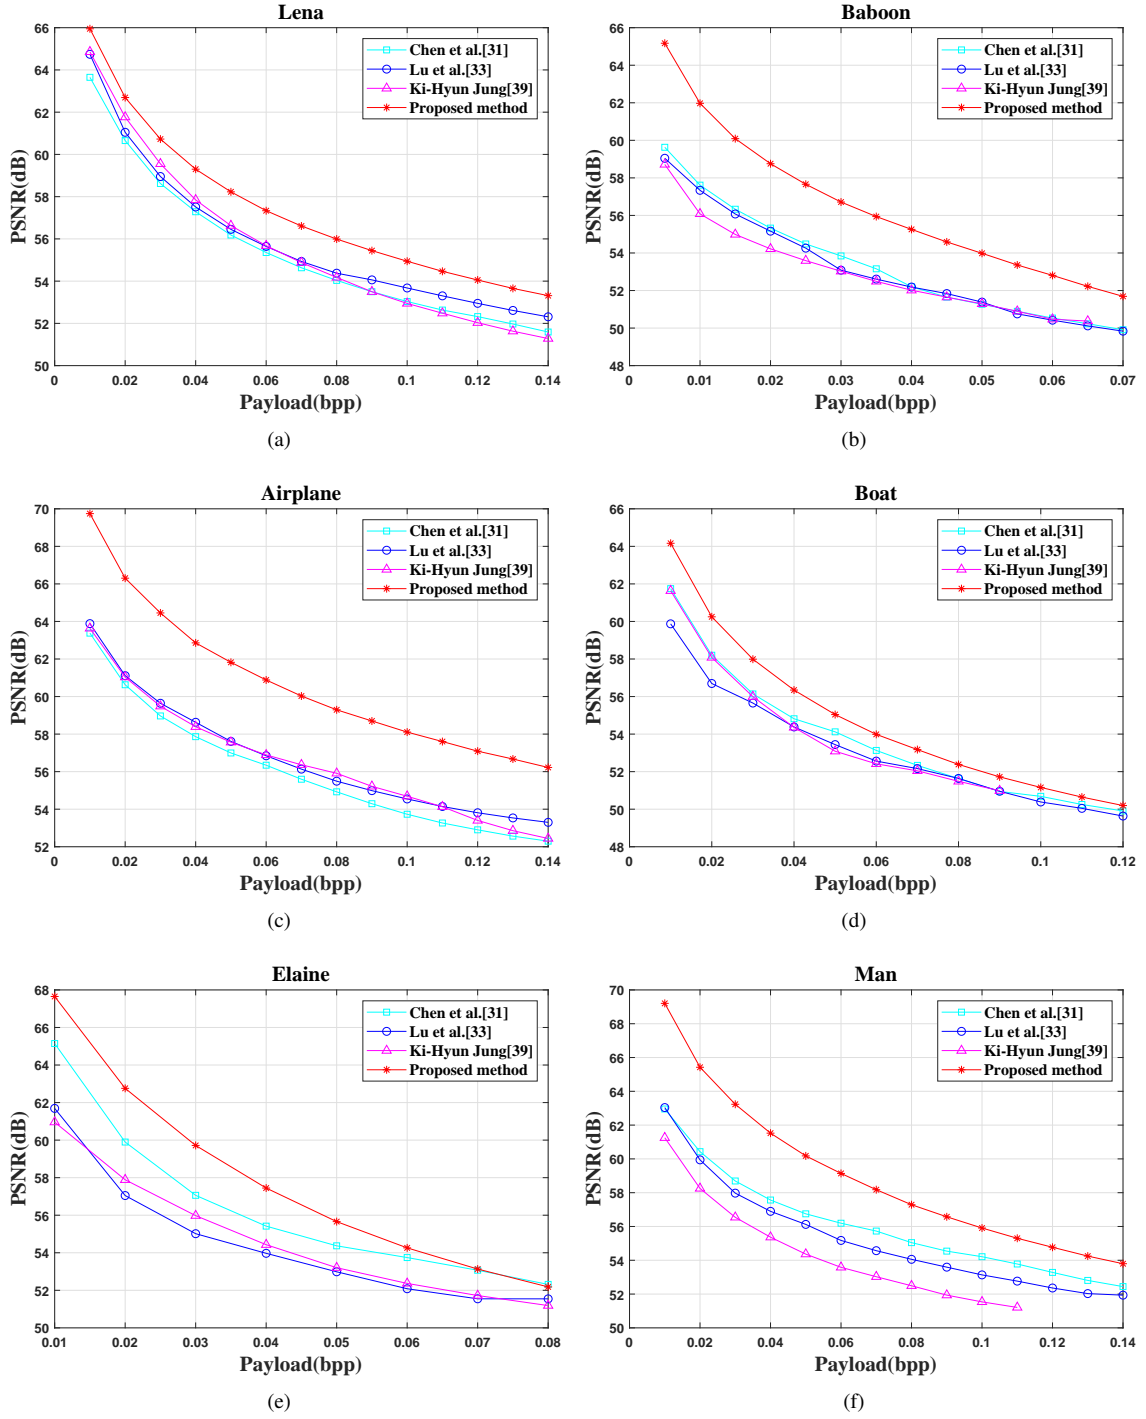 Lena
66
64
62
60
58
56
54
52
50
PSNR(dB)
Chen et al.[31]
Lu et al.[33]
Ki-Hyun Jung[39]
Proposed method
0 0.02 0.04 0.06 0.08 0.1 0.12 0.14
Payload(bpp)
(a)
Baboon
66
64
62
60
58
56
54
52
50
48
PSNR(dB)
Chen et al.[31]
Lu et al.[33]
Ki-Hyun Jung[39]
Proposed method
0 0.01 0.02 0.03 0.04 0.05 0.06 0.07
Payload(bpp)
(b)
Airplane
70
68
66
64
62
60
58
56
54
52
PSNR(dB)
Chen et al.[31]
Lu et al.[33]
Ki-Hyun Jung[39]
Proposed method
0 0.02 0.04 0.06 0.08 0.1 0.12 0.14
Payload(bpp)
(c)
Boat
66
64
62
60
58
56
54
52
50
48
PSNR(dB)
Chen et al.[31]
Lu et al.[33]
Ki-Hyun Jung[39]
Proposed method
0 0.02 0.04 0.06 0.08 0.1 0.12
Payload(bpp)
(d)
Elaine
68
66
64
62
60
58
56
54
52
50
PSNR(dB)
Chen et al.[31]
Lu et al.[33]
Ki-Hyun Jung[39]
Proposed method
0.01 0.02 0.03 0.04 0.05 0.06 0.07 0.08
Payload(bpp)
(e)
Man
70
68
66
64
62
60
58
56
54
52
50
PSNR(dB)
Chen et al.[31]
Lu et al.[33]
Ki-Hyun Jung[39]
Proposed method
0 0.02 0.04 0.06 0.08 0.1 0.12 0.14
Payload(bpp)
(f)